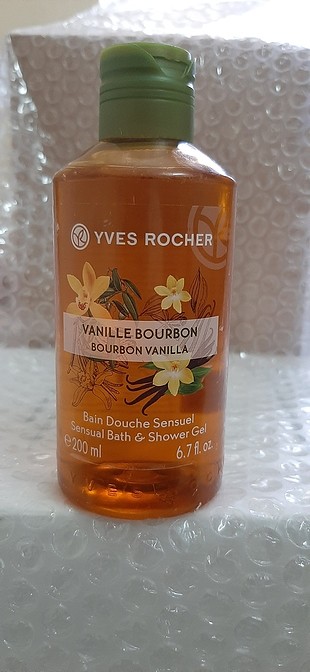 YVES ROCHER
VANILLE BOURBON
BOURBON VANILLA
Bain Douche Sensuel
Sensual Bath & Shower Gel
℮200 ml 6.7 fl. oz.